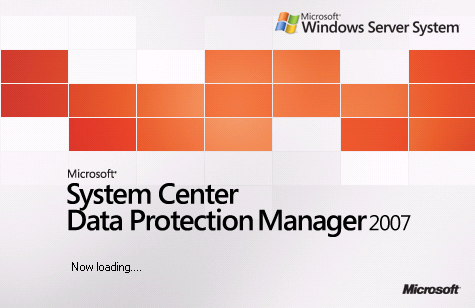 Microsoft®
Windows Server System
Microsoft®
System Center
Data Protection Manager 2007
Now loading....
Microsoft